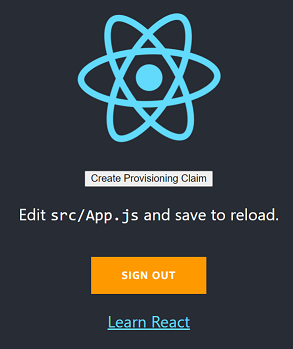 Create Provisioning Claim
Edit src/App.js and save to reload.
SIGN OUT
Learn React